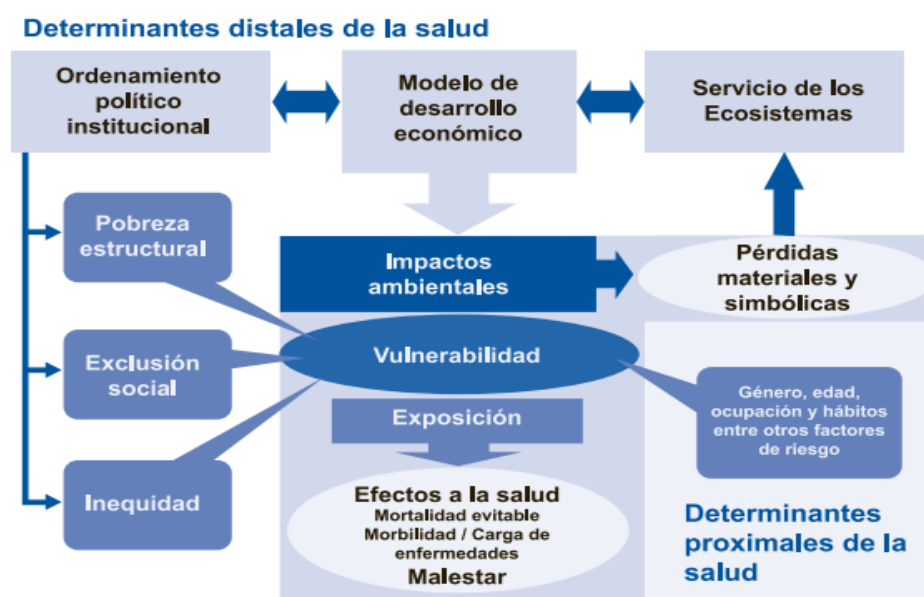 Determinantes distales de la salud
Ordenamiento
político
institucional
Modelo de
desarrollo
económico
Servicio de los
Ecosistemas
Pobreza
estructural
Impactos
ambientales
Pérdidas
materiales y
simbólicas
Exclusión
social
Vulnerabilidad
Género, edad,
ocupación y hábitos
entre otros factores
de riesgo
Exposición
Inequidad
Efectos a la salud
Mortalidad evitable
Morbilidad / Carga de
enfermedades
Malestar
Determinantes
proximales de la
salud